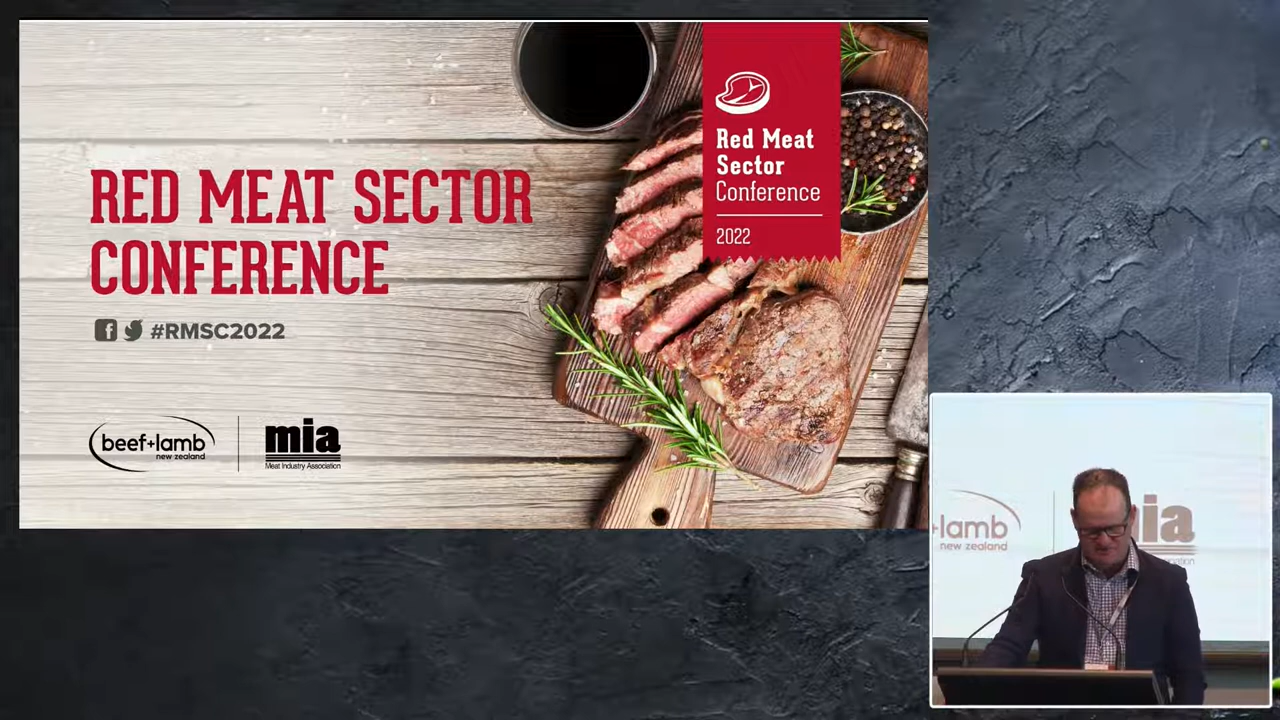 RED MEAT SECTOR
CONFERENCE
#RMSC2022
beef+lamb
new zealand
mia
Meat Industry Association
Red Meat
Sector
Conference
2022
+lamb
new zealand
ia